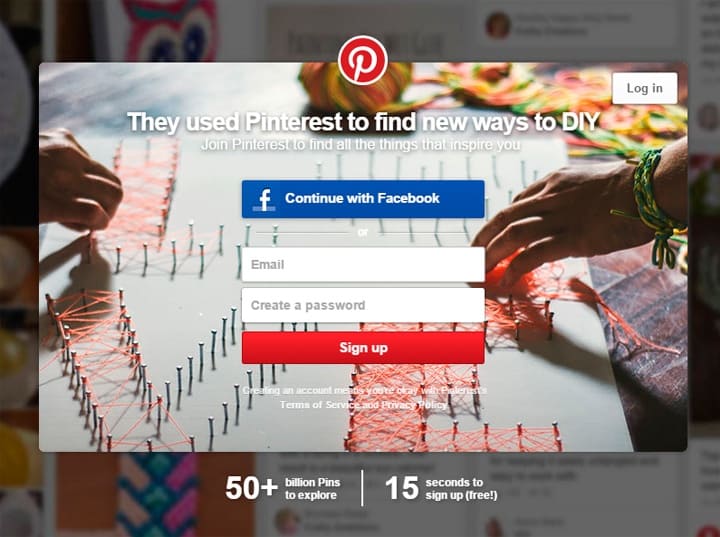 Log in
They used Pinterest to find new ways to DIY
Join Pinterest to find all the things that inspire you
f Continue with Facebook
or
Email
Create a password
Sign up
Creating an account means you're okay with Pinterest's
Terms of Service and Privacy Policy
50+ billion Pins
to explore
15 seconds to
sign up (free!)